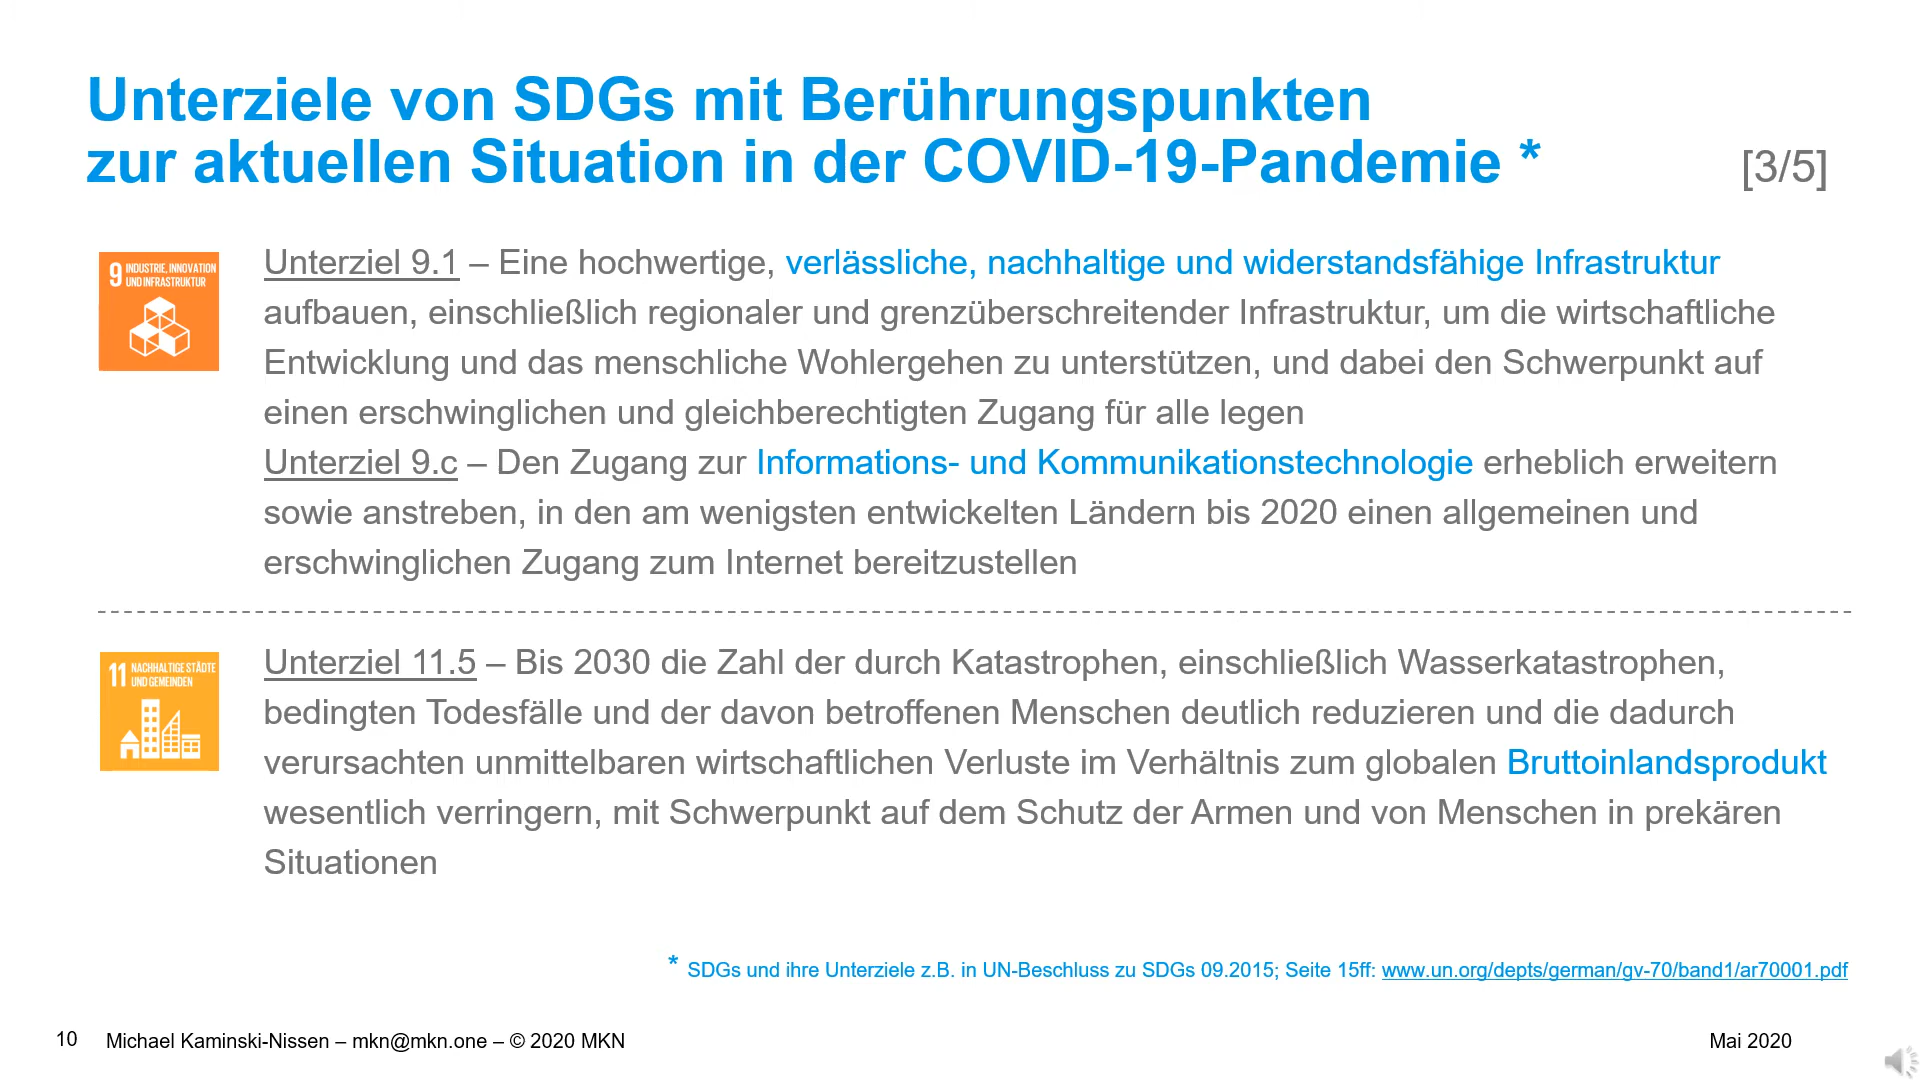 Unterziele von SDGs mit Berührungspunkten
zur aktuellen Situation in der COVID-19-Pandemie *
[3/5]
9 INDUSTRIE, INNOVATION
UND INFRASTRUKTUR
Unterziel 9.1 – Eine hochwertige, verlässliche, nachhaltige und widerstandsfähige Infrastruktur
aufbauen, einschließlich regionaler und grenzüberschreitender Infrastruktur, um die wirtschaftliche
Entwicklung und das menschliche Wohlergehen zu unterstützen, und dabei den Schwerpunkt auf
einen erschwinglichen und gleichberechtigten Zugang für alle legen
Unterziel 9.c – Den Zugang zur Informations- und Kommunikationstechnologie erheblich erweitern
sowie anstreben, in den am wenigsten entwickelten Ländern bis 2020 einen allgemeinen und
erschwinglichen Zugang zum Internet bereitzustellen
11 NACHHALTIGE STÄDTE
UND GEMEINDEN
Unterziel 11.5 – Bis 2030 die Zahl der durch Katastrophen, einschließlich Wasserkatastrophen,
bedingten Todesfälle und der davon betroffenen Menschen deutlich reduzieren und die dadurch
verursachten unmittelbaren wirtschaftlichen Verluste im Verhältnis zum globalen Bruttoinlandsprodukt
wesentlich verringern, mit Schwerpunkt auf dem Schutz der Armen und von Menschen in prekären
Situationen
* SDGs und ihre Unterziele z.B. in UN-Beschluss zu SDGs 09.2015; Seite 15ff: www.un.org/depts/german/gv-70/band1/ar70001.pdf
10 Michael Kaminski-Nissen – mkn@mkn.one – © 2020 MKN
Mai 2020